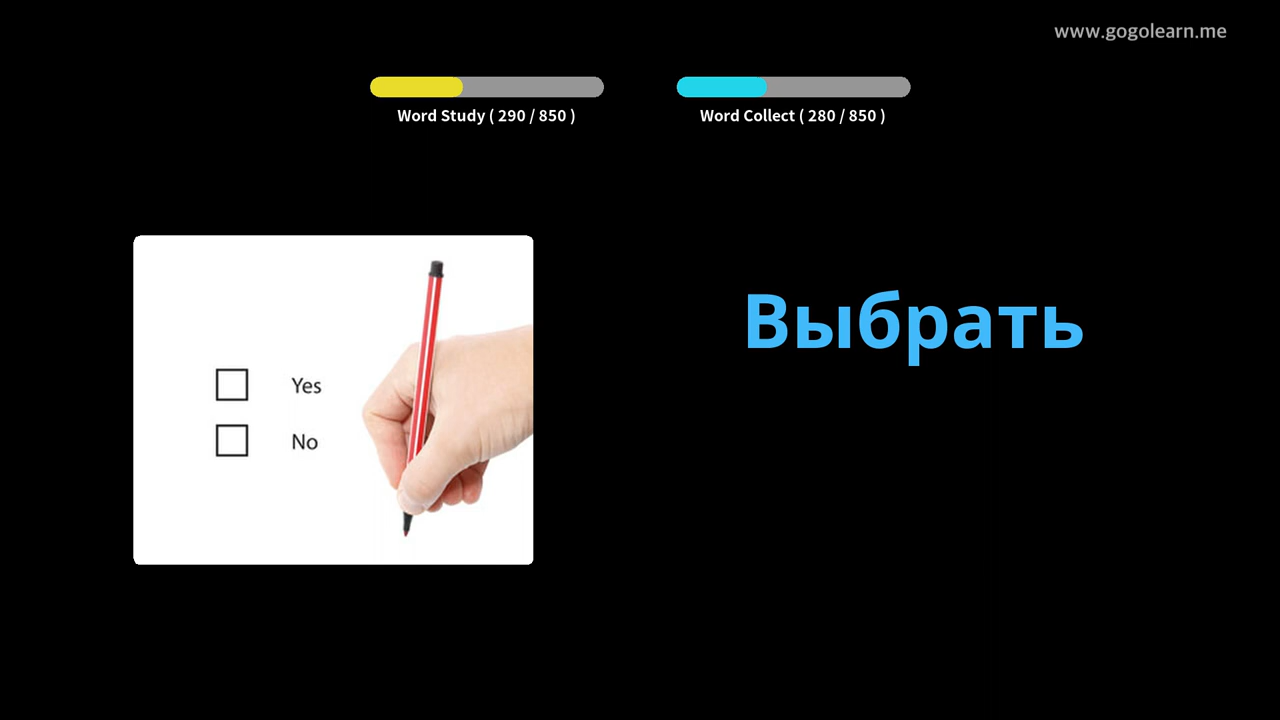 www.gogolearn.me
Word Study ( 290 / 850 )
Word Collect ( 280 / 850 )
Выбрать
Yes
No